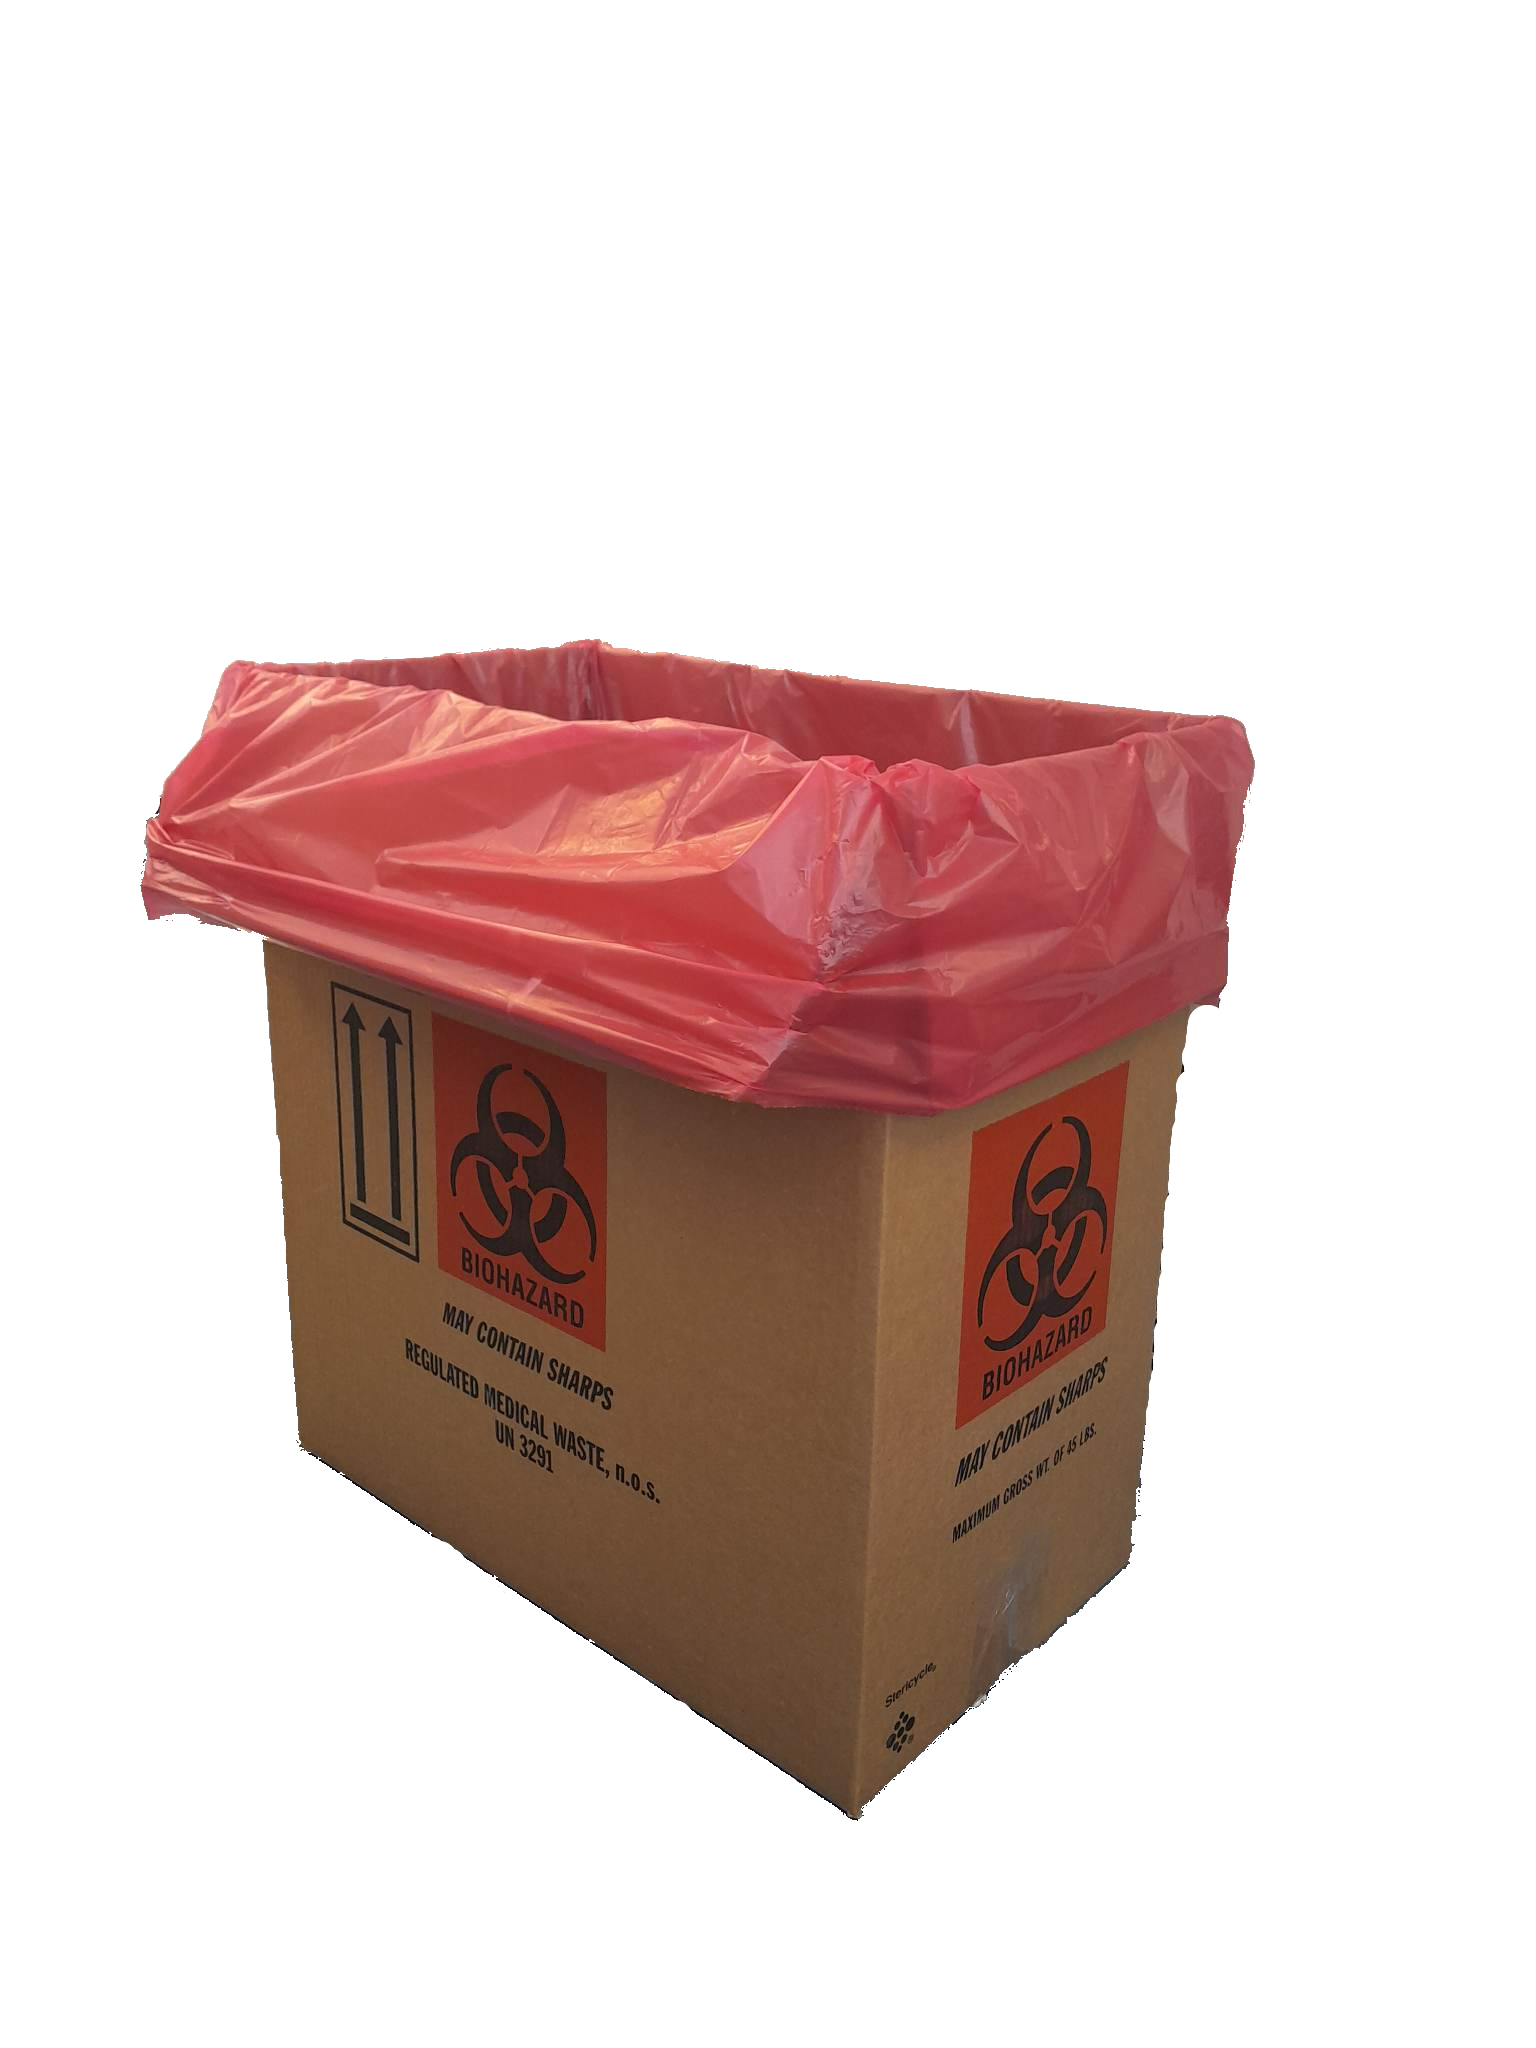 BIOHAZARD
MAY CONTAIN SHARPS
REGULATED MEDICAL WASTE, n.o.s.
UN 3291
BIOHAZARD
MAY CONTAIN SHARPS
MAXIMUM GROSS WT. OF 45 LBS.
Stericycle®